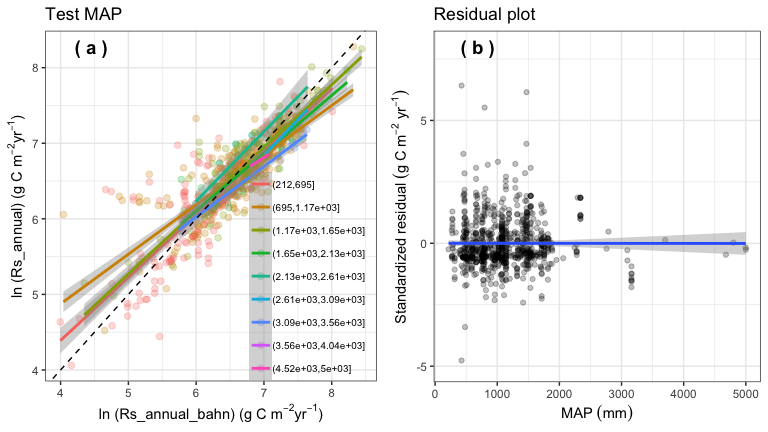 Test MAP
( a )
8
7
6
5
4
ln (Rs_annual) (g C m−2yr−1)
(212,695]
(695,1.17e+03]
(1.17e+03,1.65e+03]
(1.65e+03,2.13e+03]
(2.13e+03,2.61e+03]
(2.61e+03,3.09e+03]
(3.09e+03,3.56e+03]
(3.56e+03,4.04e+03]
(4.52e+03,5e+03]
4 5 6 7 8
ln (Rs_annual_bahn) (g C m−2yr−1)
Residual plot
( b )
5
0
-5
Standardized residual (g C m−2 yr−1)
0 1000 2000 3000 4000 5000
MAP (mm)